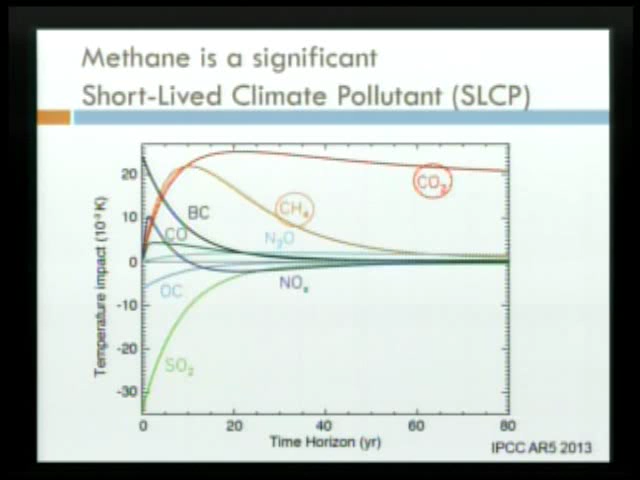 Methane is a significant
Short-Lived Climate Pollutant (SLCP)
Temperature impact (10⁻³ K)
20
10
0
-10
-20
-30
BC
CO
CH₄
CO₂
N₂O
OC
NOₓ
SO₂
0
20
40
60
80
Time Horizon (yr)
IPCC AR5 2013